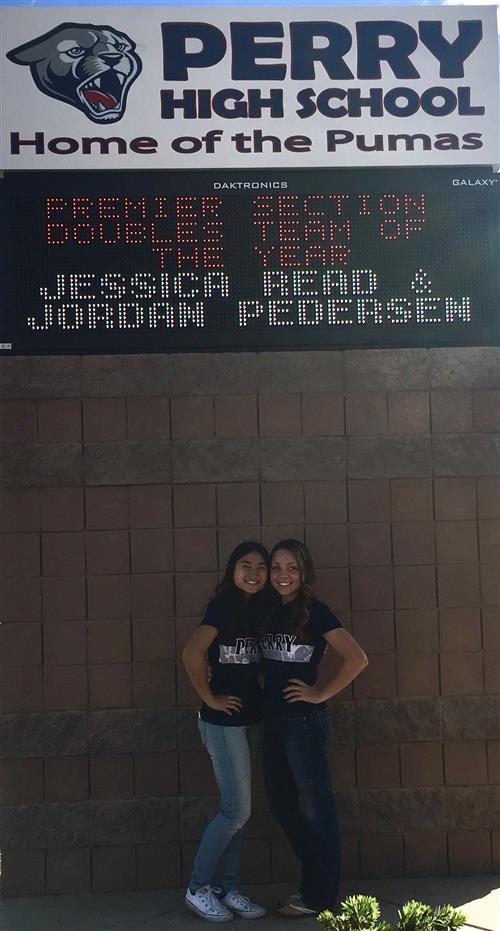 PERRY
HIGH SCHOOL
Home of the Pumas
DAKTRONICS GALAXY
PREMIER SECTION
DOUBLES TEAM OF
THE YEAR
JESSICA READ &
JORDAN PEDERSEN
PERRY